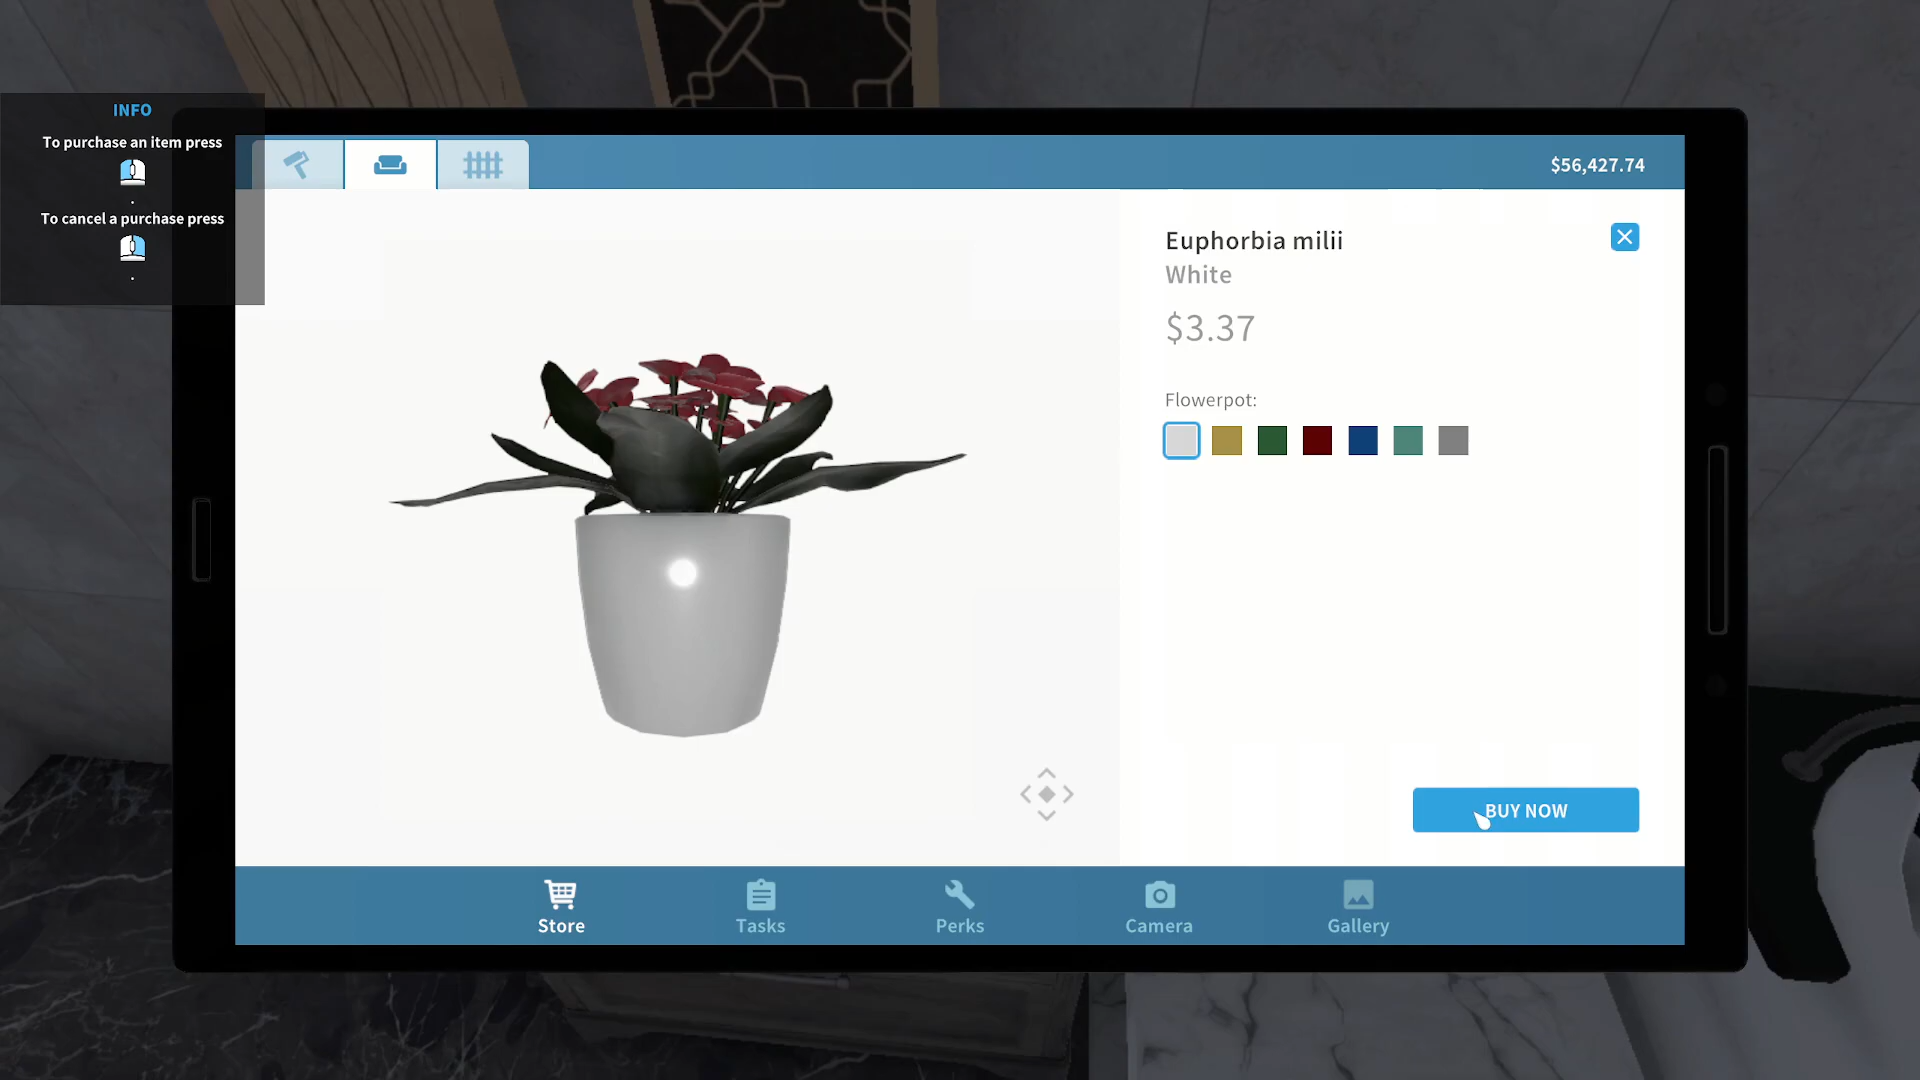 INFO
To purchase an item press
.
To cancel a purchase press
.
$56,427.74
Euphorbia milii
White
$3.37
Flowerpot:
BUY NOW
Store
Tasks
Perks
Camera
Gallery